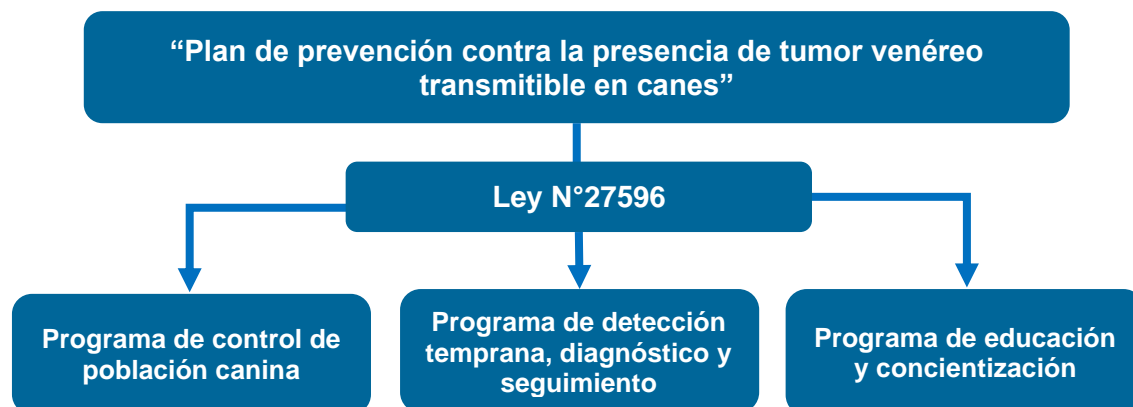 “Plan de prevención contra la presencia de tumor venéreo
transmitible en canes”
Ley N°27596
Programa de control de
población canina
Programa de detección
temprana, diagnóstico y
seguimiento
Programa de educación
y concientización